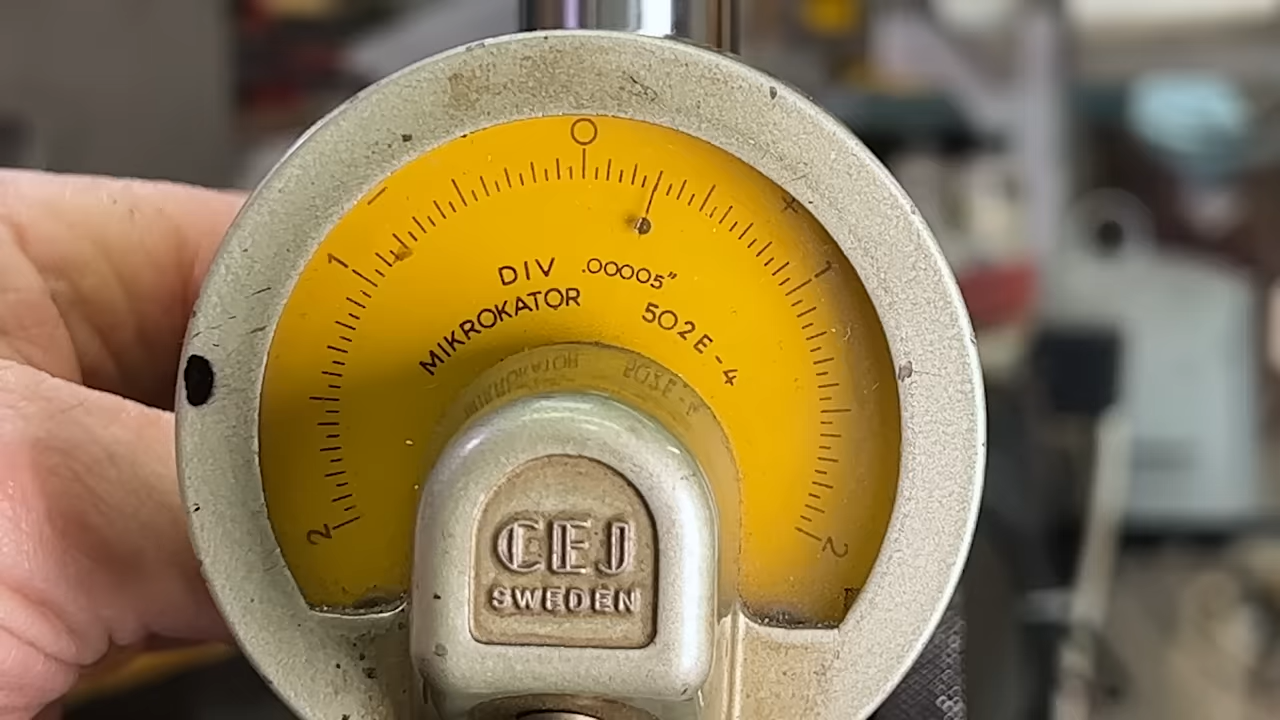 0
- +
1 1
DIV .00005"
MIKROKATOR 502E-4
2 2
CEJ
SWEDEN